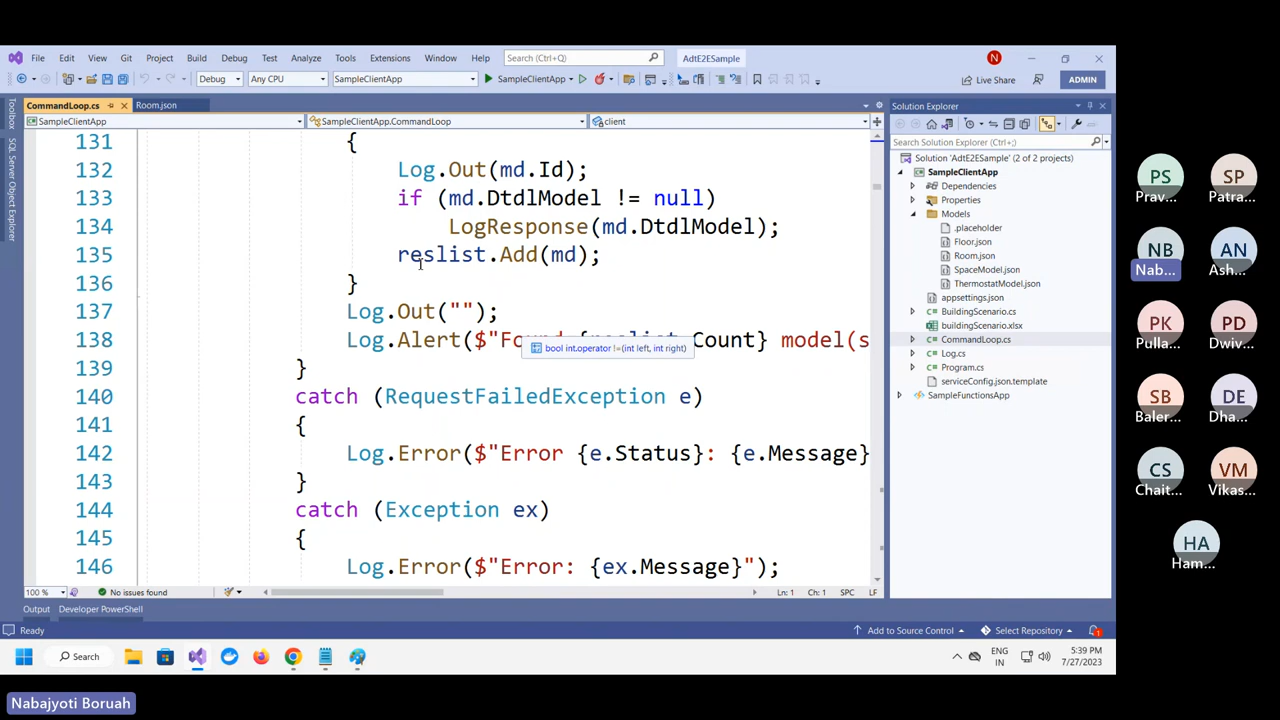 File Edit View Git Project Build Debug Test Analyze Tools Extensions Window Help Search (Ctrl+Q) AdtE2ESample N
Debug Any CPU SampleClientApp SampleClientApp Live Share ADMIN
CommandLoop.cs Room.json
SampleClientApp SampleClientApp.CommandLoop client
Toolbox
SQL Server Object Explorer
131 {
132 Log.Out(md.Id);
133 if (md.DtdlModel != null)
134 LogResponse(md.DtdlModel);
135 reslist.Add(md);
136 }
137 Log.Out("");
138 Log.Alert($"Found {reslist.Count} model(s
bool int.operator !=(int left, int right)
139 }
140 catch (RequestFailedException e)
141 {
142 Log.Error($"Error {e.Status}: {e.Message}
143 }
144 catch (Exception ex)
145 {
146 Log.Error($"Error: {ex.Message}");
100 % No issues found Ln: 1 Ch: 1 SPC LF
Output Developer PowerShell
Ready Add to Source Control Select Repository 1
Solution Explorer
Search Solution Explorer (Ctrl+;)
Solution 'AdtE2ESample' (2 of 2 projects)
SampleClientApp
Dependencies
Properties
Models
.placeholder
Floor.json
Room.json
SpaceModel.json
ThermostatModel.json
appsettings.json
BuildingScenario.cs
buildingScenario.xlsx
CommandLoop.cs
Log.cs
Program.cs
serviceConfig.json.template
SampleFunctionsApp
Search
ENG
IN
5:39 PM
7/27/2023
PS SP
Prav... Patra...
NB AN
Nab... Ash...
PK PD
Pulla... Dwiv...
SB DE
Baler... Dha...
CS VM
Chait... Vikas...
HA
Ham...
Nabajyoti Boruah